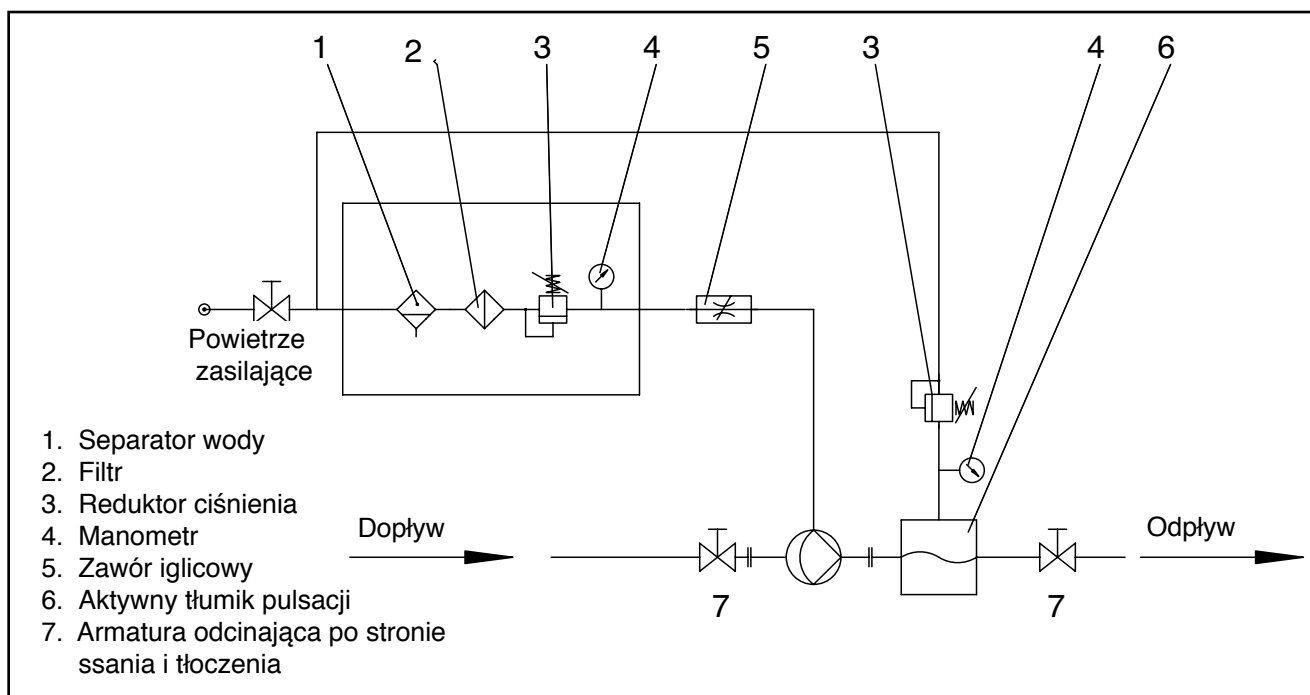 1 2 3 4 5 3 4 6
Powietrze
zasilające
1. Separator wody
2. Filtr
3. Reduktor ciśnienia
4. Manometr
5. Zawór iglicowy
6. Aktywny tłumik pulsacji
7. Armatura odcinająca po stronie
ssania i tłoczenia
Dopływ
Odpływ
7 7